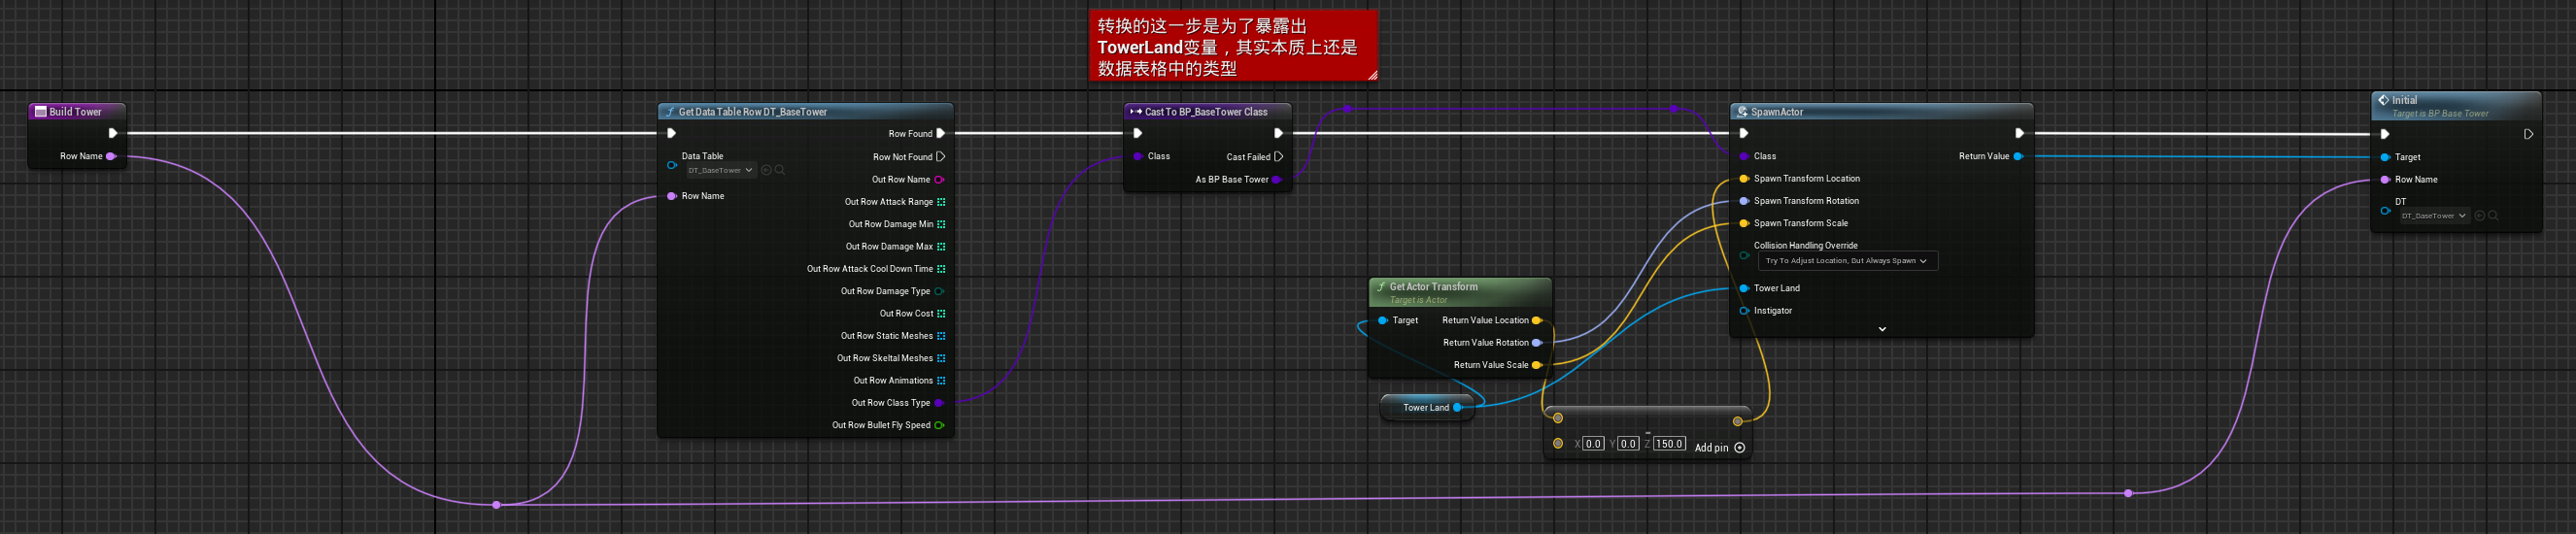 转换的这一步是为了暴露出
TowerLand变量，其实本质上还是
数据表格中的类型
Build Tower
Row Name
Get Data Table Row DT_BaseTower
Row Found
Row Not Found
Data Table
DT_BaseTower
Out Row Name
Row Name
Out Row Attack Range
Out Row Damage Min
Out Row Damage Max
Out Row Attack Cool Down Time
Out Row Damage Type
Out Row Cost
Out Row Static Meshes
Out Row Skeltal Meshes
Out Row Animations
Out Row Class Type
Out Row Bullet Fly Speed
Cast To BP_BaseTower Class
Class
Cast Failed
As BP Base Tower
Get Actor Transform
Target is Actor
Target
Return Value Location
Return Value Rotation
Return Value Scale
Tower Land
X 0.0 Y 0.0 Z 150.0
Add pin
SpawnActor
Class
Return Value
Spawn Transform Location
Spawn Transform Rotation
Spawn Transform Scale
Collision Handling Override
Try To Adjust Location, But Always Spawn
Tower Land
Instigator
Initial
Target is BP Base Tower
Target
Row Name
DT
DT_BaseTower